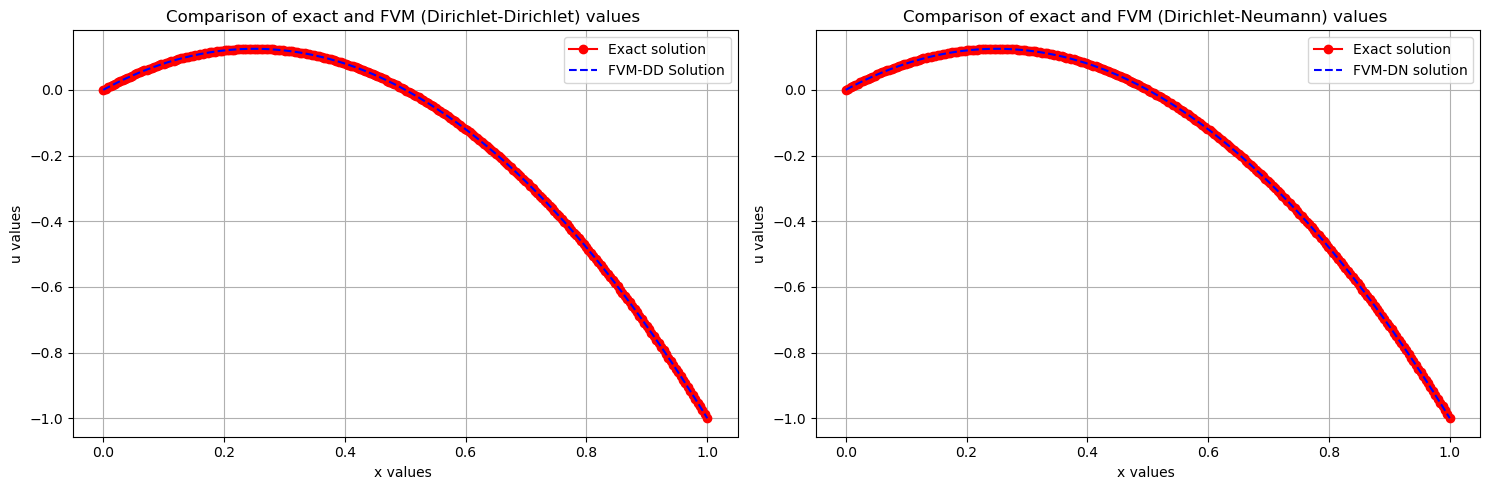 Comparison of exact and FVM (Dirichlet-Dirichlet) values
Exact solution
FVM-DD Solution
u values
0.0
−0.2
−0.4
−0.6
−0.8
−1.0
0.0 0.2 0.4 0.6 0.8 1.0
x values
Comparison of exact and FVM (Dirichlet-Neumann) values
Exact solution
FVM-DN solution
u values
0.0
−0.2
−0.4
−0.6
−0.8
−1.0
0.0 0.2 0.4 0.6 0.8 1.0
x values